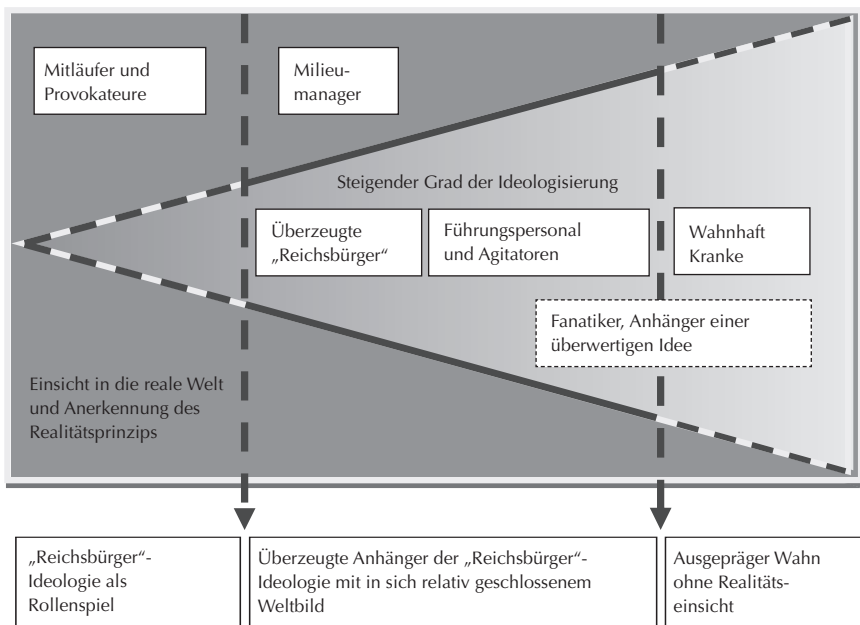 Mitläufer und
Provokateure
Milieu-
manager
Steigender Grad der Ideologisierung
Überzeugte
„Reichsbürger“
Führungspersonal
und Agitatoren
Wahnhaft
Kranke
Fanatiker, Anhänger einer
überwertigen Idee
Einsicht in die reale Welt
und Anerkennung des
Realitätsprinzips
„Reichsbürger“-
Ideologie als
Rollenspiel
Überzeugte Anhänger der „Reichsbürger“-
Ideologie mit in sich relativ geschlossenem
Weltbild
Ausgepräger Wahn
ohne Realitäts-
einsicht